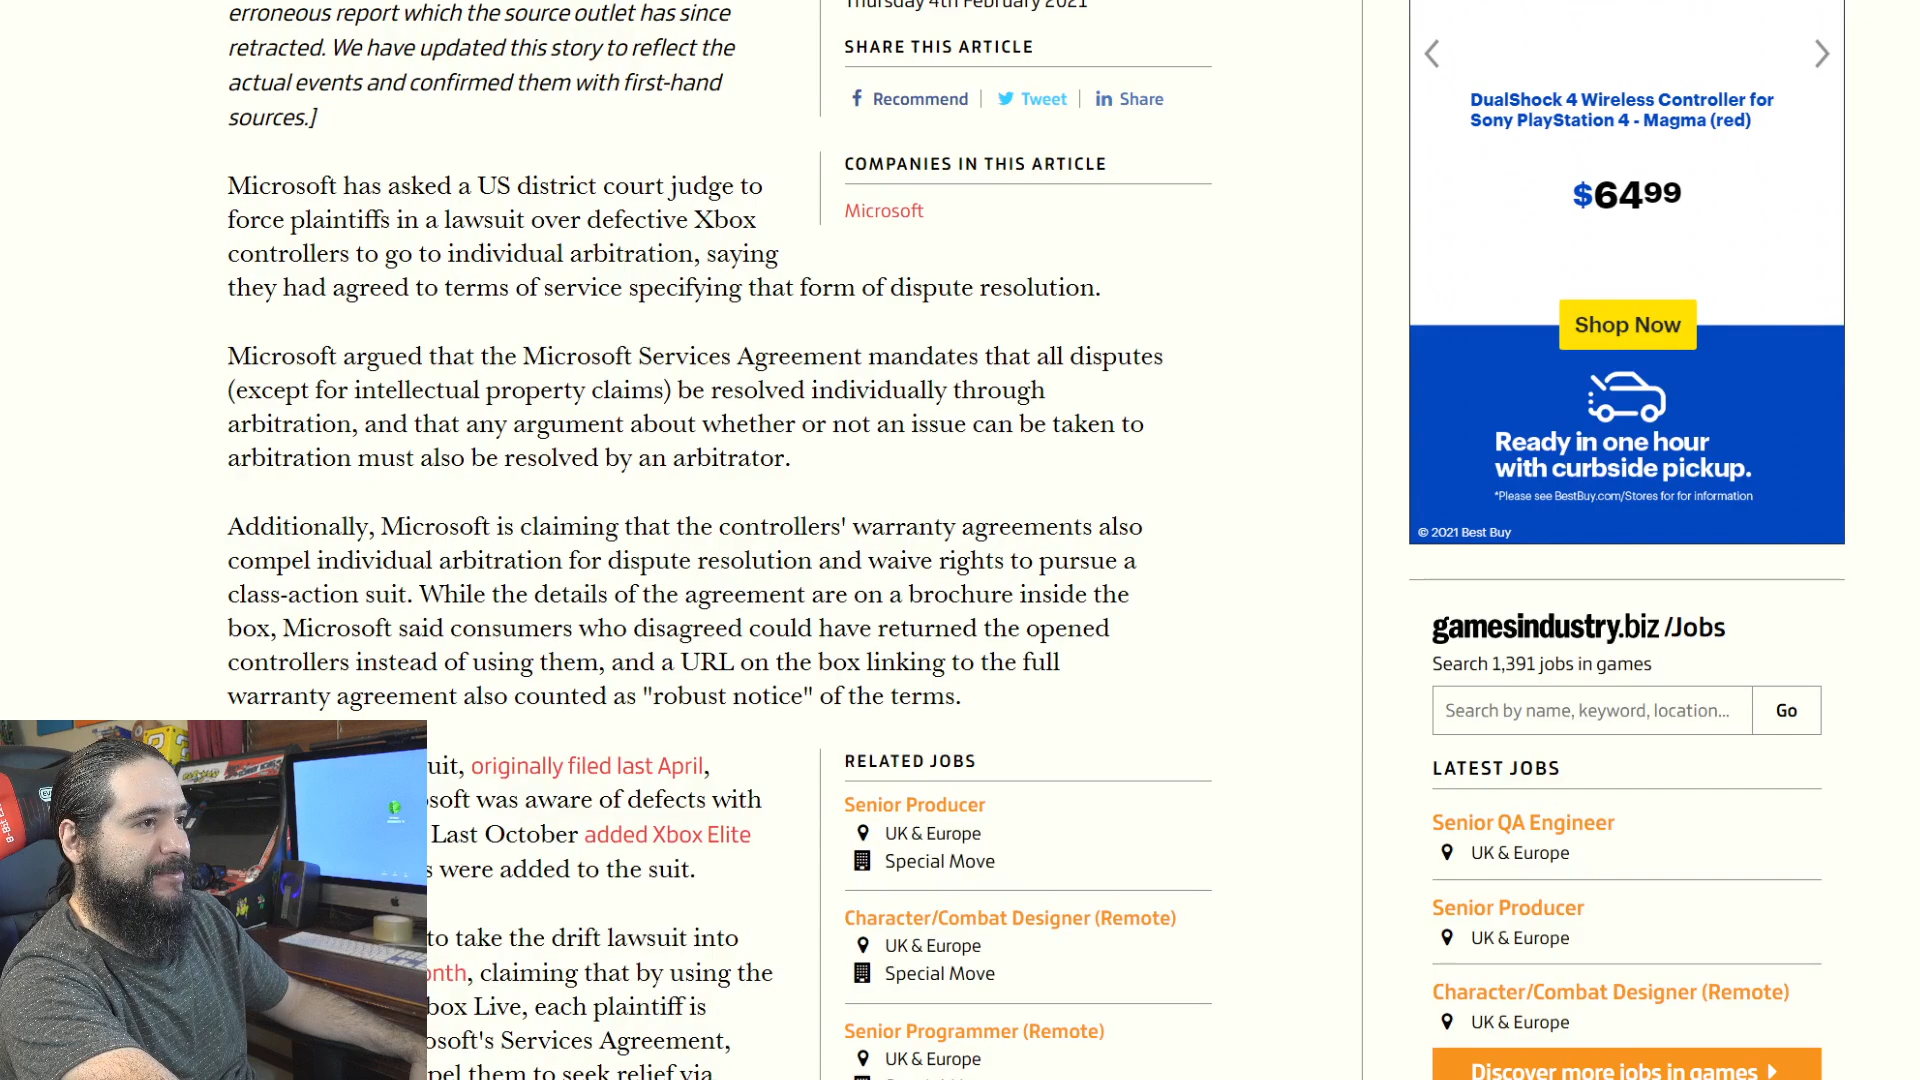 erroneous report which the source outlet has since
retracted. We have updated this story to reflect the
actual events and confirmed them with first-hand
sources.]
Microsoft has asked a US district court judge to
force plaintiffs in a lawsuit over defective Xbox
controllers to go to individual arbitration, saying
they had agreed to terms of service specifying that form of dispute resolution.
Microsoft argued that the Microsoft Services Agreement mandates that all disputes
(except for intellectual property claims) be resolved individually through
arbitration, and that any argument about whether or not an issue can be taken to
arbitration must also be resolved by an arbitrator.
Additionally, Microsoft is claiming that the controllers' warranty agreements also
compel individual arbitration for dispute resolution and waive rights to pursue a
class-action suit. While the details of the agreement are on a brochure inside the
box, Microsoft said consumers who disagreed could have returned the opened
controllers instead of using them, and a URL on the box linking to the full
warranty agreement also counted as "robust notice" of the terms.
uit, originally filed last April,
osoft was aware of defects with
Last October added Xbox Elite
s were added to the suit.
to take the drift lawsuit into
onth, claiming that by using the
box Live, each plaintiff is
osoft's Services Agreement,
pel them to seek relief via
Thursday 4th February 2021
SHARE THIS ARTICLE
Recommend
Tweet
Share
COMPANIES IN THIS ARTICLE
Microsoft
RELATED JOBS
Senior Producer
UK & Europe
Special Move
Character/Combat Designer (Remote)
UK & Europe
Special Move
Senior Programmer (Remote)
UK & Europe
DualShock 4 Wireless Controller for
Sony PlayStation 4 - Magma (red)
$6499
Shop Now
Ready in one hour
with curbside pickup.
*Please see BestBuy.com/Stores for for information
© 2021 Best Buy
gamesindustry.biz /Jobs
Search 1,391 jobs in games
Search by name, keyword, location...
Go
LATEST JOBS
Senior QA Engineer
UK & Europe
Senior Producer
UK & Europe
Character/Combat Designer (Remote)
UK & Europe
Discover more jobs in games